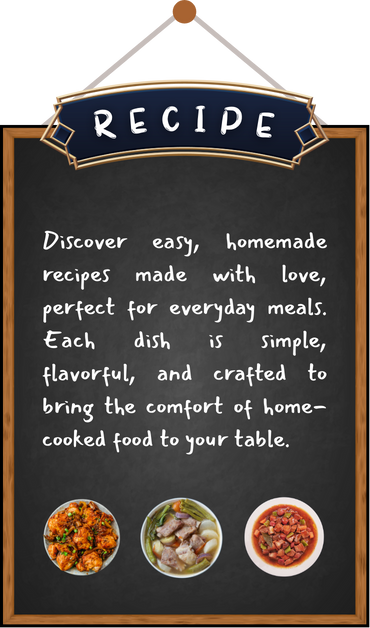 RECIPE
Discover easy, homemade
recipes made with love,
perfect for everyday meals.
Each dish is simple,
flavorful, and crafted to
bring the comfort of home-
cooked food to your table.